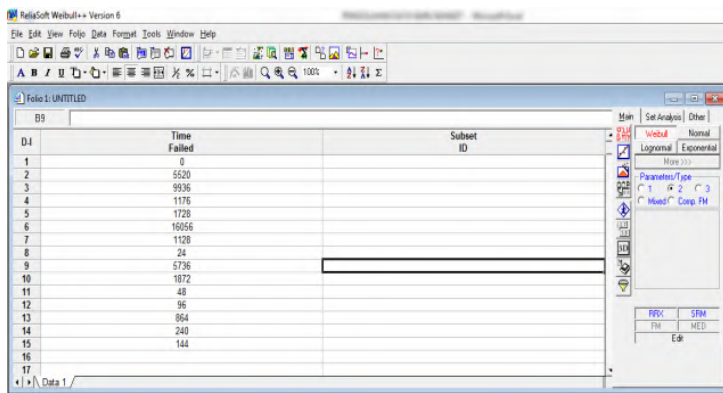 ReliaSoft Weibull++ Version 6
File Edit View Folio Data Format Tools Window Help
A B I U % 100% Σ
Folio 1: UNTITLED
B9 Main Set Analysis Other
D-I Time Failed Subset ID
Weibull Normal
Lognormal Exponential
More >>>
Parameters/Type
1 2 3
Mixed Comp. FM
1 0
2 5520
3 9936
4 1176
5 1728
6 16056
7 1128
8 24
9 5736
10 1872
11 48
12 96
13 864
14 240
15 144
16
17
RRX SRM
FM MED
Edit
Data 1